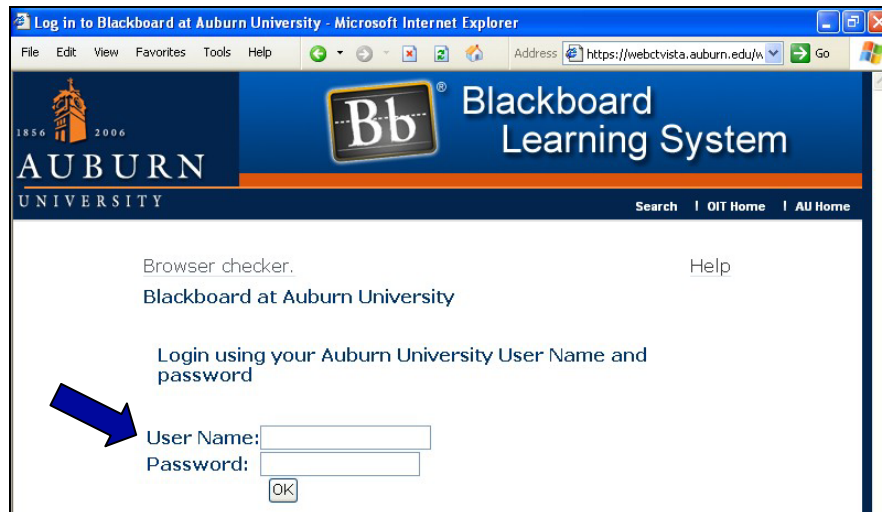 Log in to Blackboard at Auburn University - Microsoft Internet Explorer
File Edit View Favorites Tools Help Address https://webctvista.auburn.edu/w Go
1856 2006
AUBURN
UNIVERSITY
Bb ® Blackboard
Learning System
Search | OIT Home | AU Home
Browser checker. Help
Blackboard at Auburn University
Login using your Auburn University User Name and
password
User Name:
Password:
OK